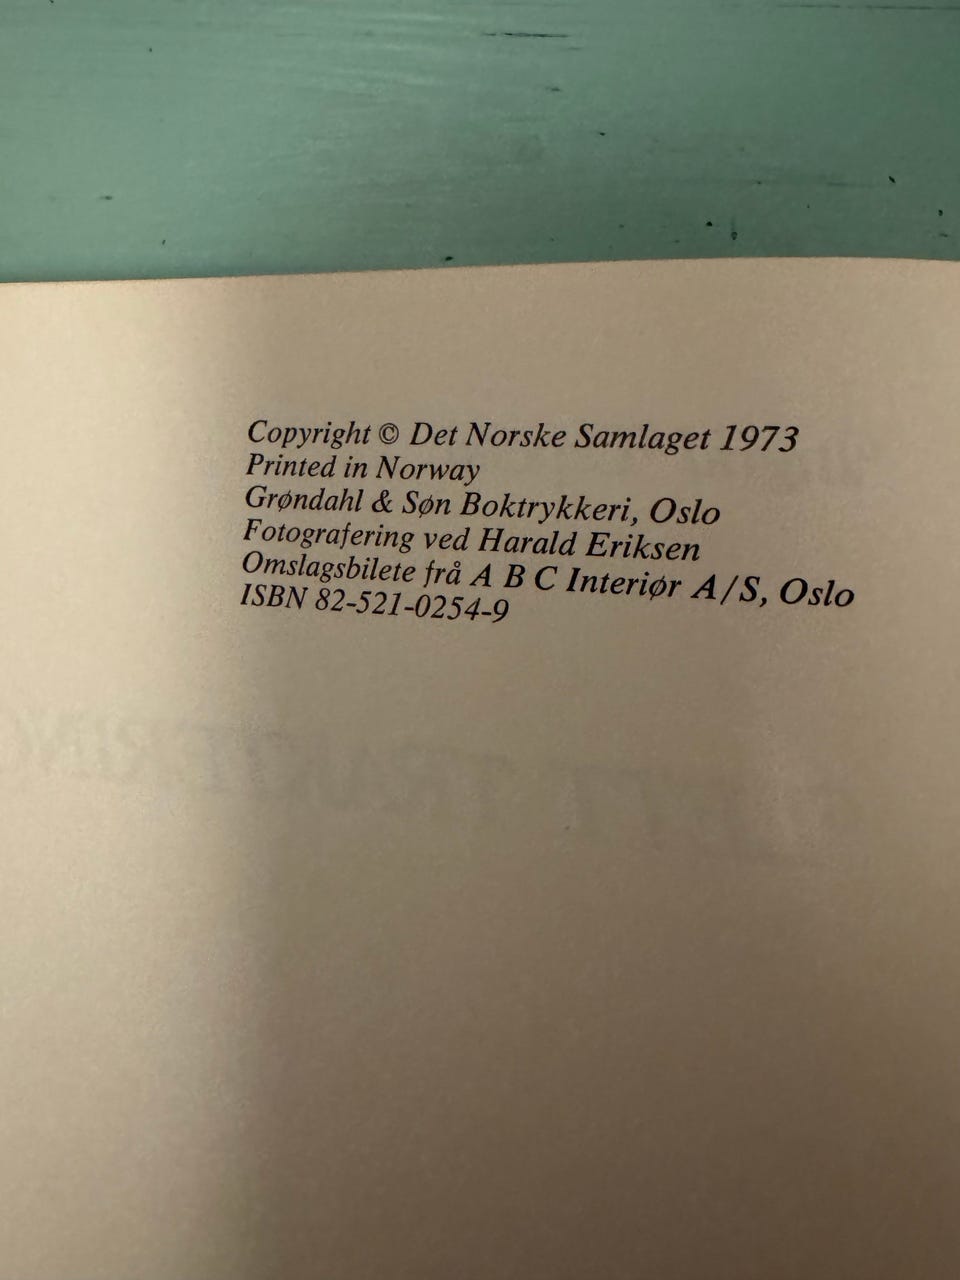 Copyright © Det Norske Samlaget 1973
Printed in Norway
Grøndahl & Søn Boktrykkeri, Oslo
Fotografering ved Harald Eriksen
Omslagsbilete frå A B C Interiør A/S, Oslo
ISBN 82-521-0254-9